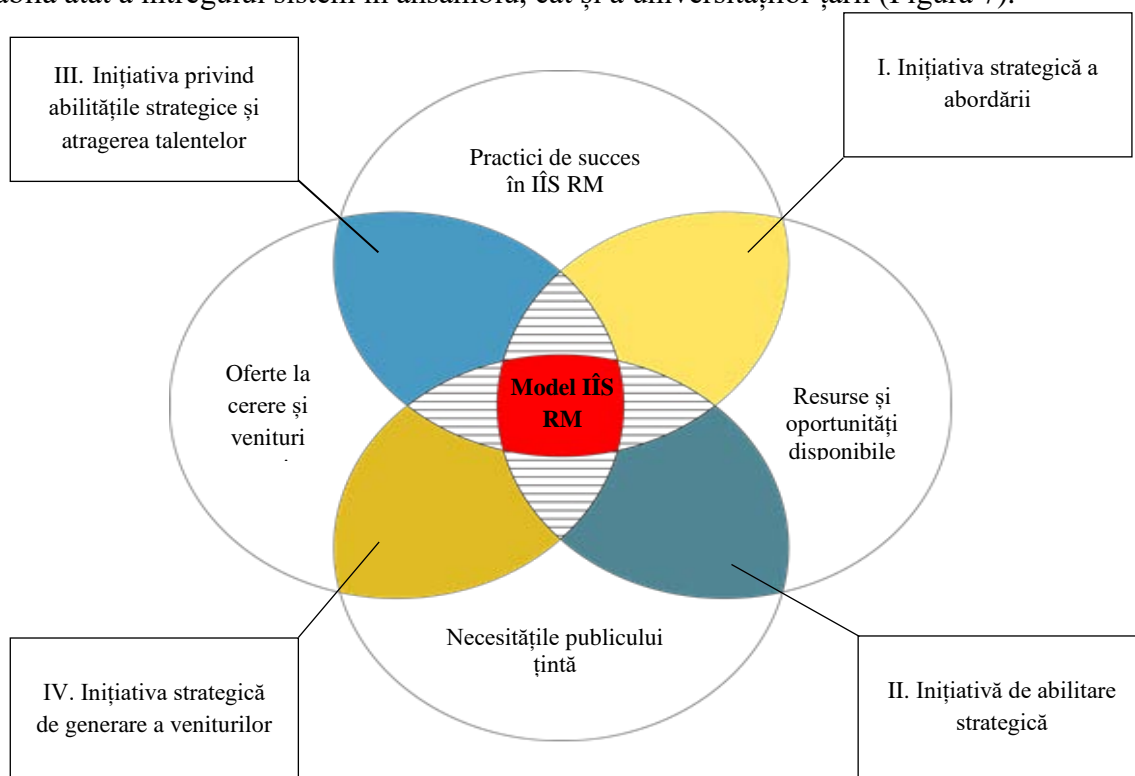 atât a întregului sistem în ansamblu, cât și a universităților țării (Figura 7).
III. Inițiativa privind
abilitățile strategice și
atragerea talentelor
I. Inițiativa strategică a
abordării
Practici de succes
în IÎS RM
Oferte la
cerere și
venituri
Model IÎS
RM
Resurse și
oportunități
disponibile
Necesitățile publicului
țintă
IV. Inițiativa strategică
de generare a veniturilor
II. Inițiativă de abilitare
strategică